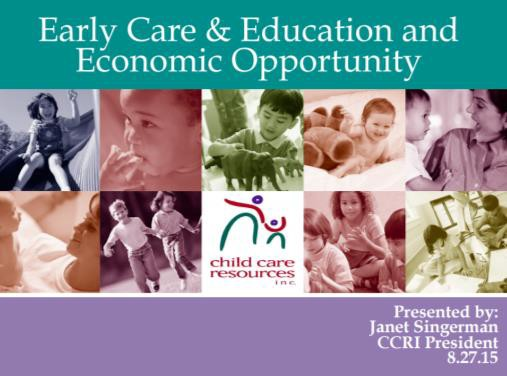 Early Care & Education and
Economic Opportunity
child care
resources
inc.
Presented by:
Janet Singerman
CCRI President
8.27.15